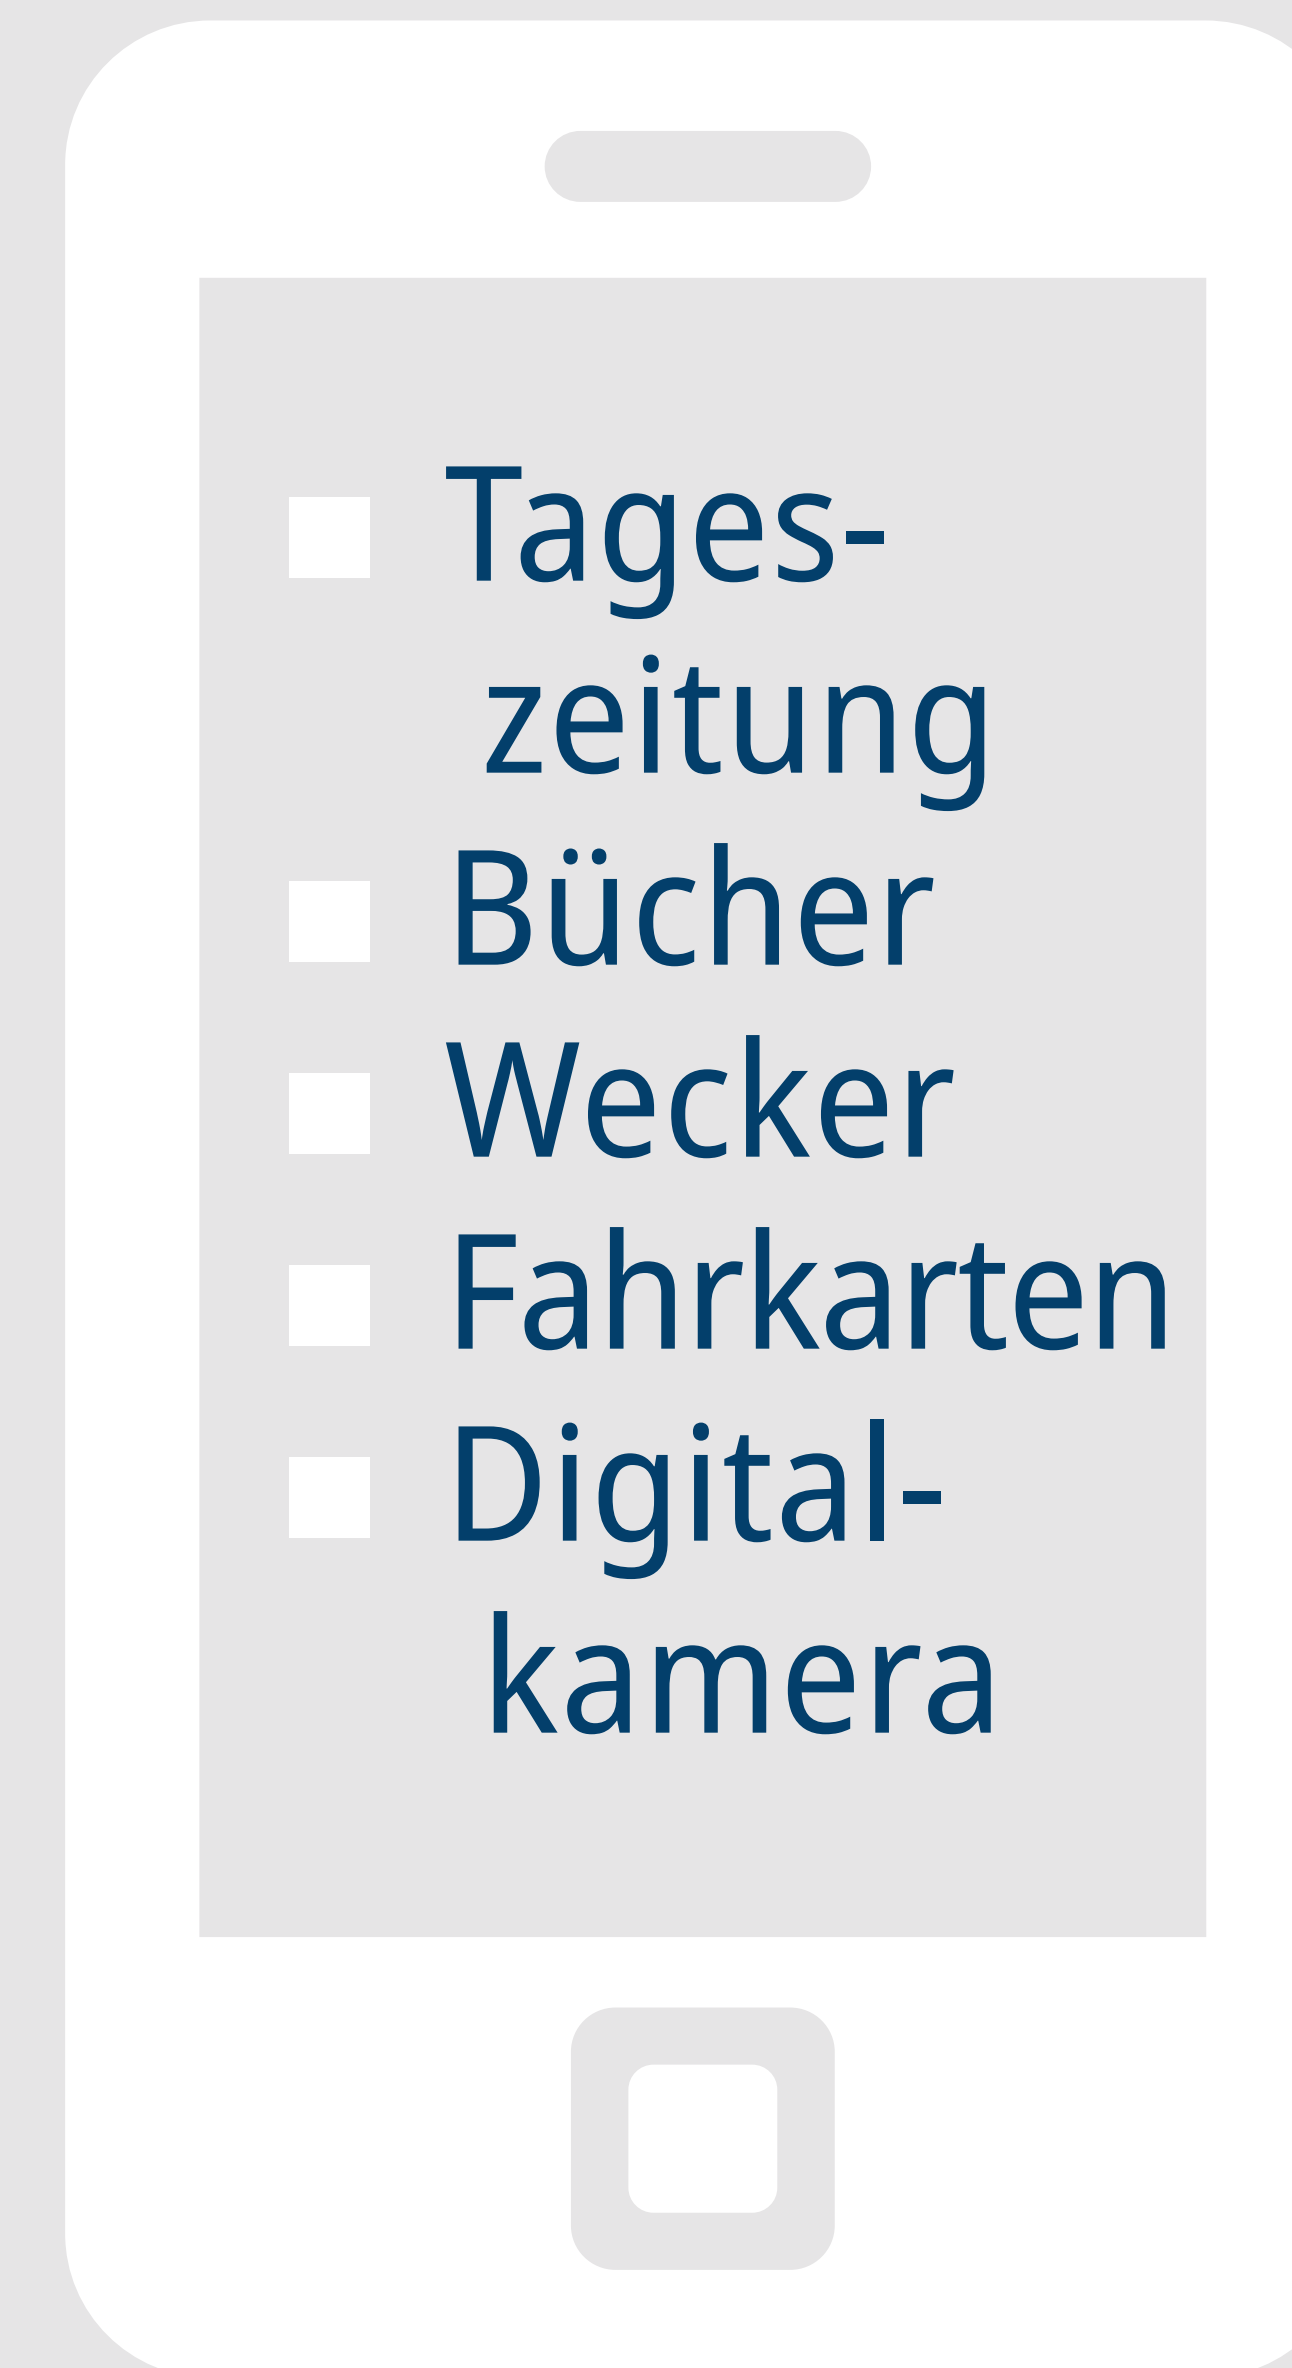 Tages-
zeitung
Bücher
Wecker
Fahrkarten
Digital-
kamera